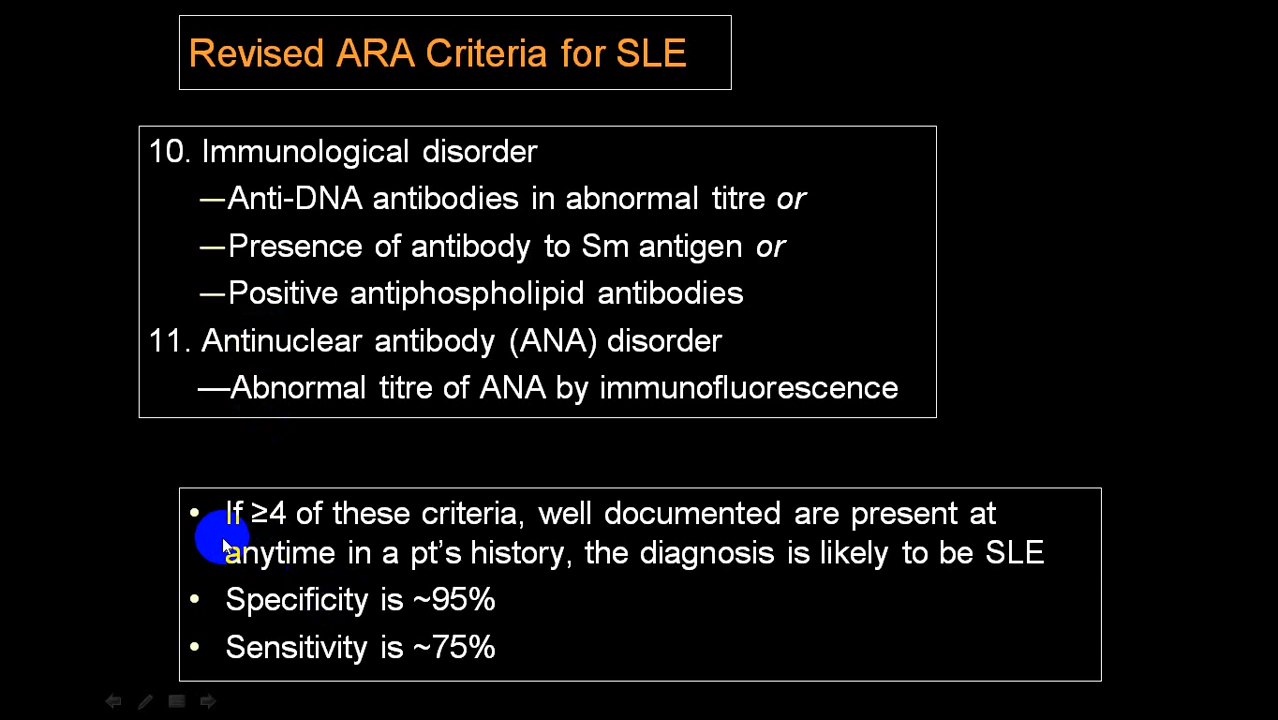 Revised ARA Criteria for SLE
10. Immunological disorder
—Anti-DNA antibodies in abnormal titre or
—Presence of antibody to Sm antigen or
—Positive antiphospholipid antibodies
11. Antinuclear antibody (ANA) disorder
—Abnormal titre of ANA by immunofluorescence
• If ≥4 of these criteria, well documented are present at
anytime in a pt’s history, the diagnosis is likely to be SLE
• Specificity is ~95%
• Sensitivity is ~75%